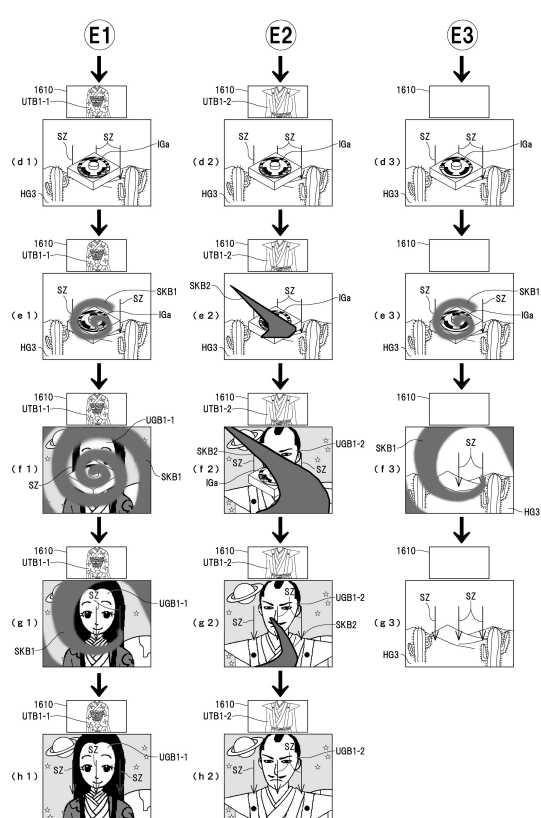 E1 E2 E3
1610 1610 1610
UTB1-1 UTB1-2
SZ SZ SZ SZ SZ SZ
IGa IGa IGa
(d1) (d2) (d3)
HG3 HG3 HG3
1610 1610 1610
UTB1-1 UTB1-2
SKB1 SKB2 SKB1
SZ SZ SZ SZ SZ
IGa IGa IGa
(e1) (e2) (e3)
HG3 HG3 HG3
1610 1610 1610
UTB1-1 UTB1-2
UGB1-1 UGB1-2
SKB2 SKB1 SZ
SZ SZ
(f1) SKB1 (f2) (f3)
SZ IGa
HG3
1610 1610 1610
UTB1-1 UTB1-2
SZ UGB1-1 SZ UGB1-2 SZ SZ
(g1) (g2) SZ SKB2 (g3)
SKB1 HG3
1610 1610
UTB1-1 UTB1-2
SZ UGB1-1 SZ UGB1-2
(h1) SZ SZ (h2) SZ